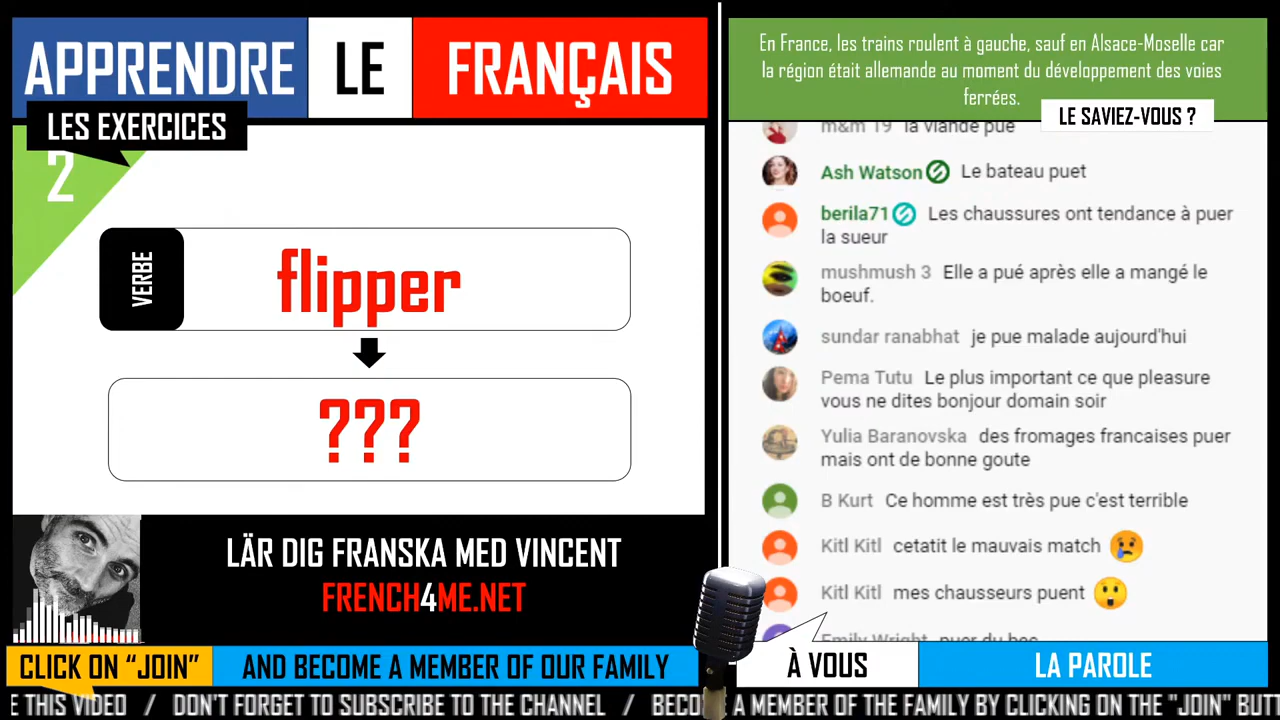 APPRENDRE LE FRANÇAIS
LES EXERCICES
2
VERBE
flipper
???
LÄR DIG FRANSKA MED VINCENT
FRENCH4ME.NET
CLICK ON “JOIN” AND BECOME A MEMBER OF OUR FAMILY
En France, les trains roulent à gauche, sauf en Alsace-Moselle car
la région était allemande au moment du développement des voies
ferrées.
LE SAVIEZ-VOUS ?
m&m 19 la viande pue
Ash Watson Le bateau puet
berila71 Les chaussures ont tendance à puer
la sueur
mushmush 3 Elle a pué après elle a mangé le
boeuf.
sundar ranabhat je pue malade aujourd'hui
Pema Tutu Le plus important ce que pleasure
vous ne dites bonjour domain soir
Yulia Baranovska des fromages francaises puer
mais ont de bonne goute
B Kurt Ce homme est très pue c'est terrible
Kitl Kitl cetatit le mauvais match
Kitl Kitl mes chausseurs puent
Emily Wright puer du bec
À VOUS LA PAROLE
E THIS VIDEO / DON'T FORGET TO SUBSCRIBE TO THE CHANNEL / BECO A MEMBER OF THE FAMILY BY CLICKING ON THE "JOIN" BUT